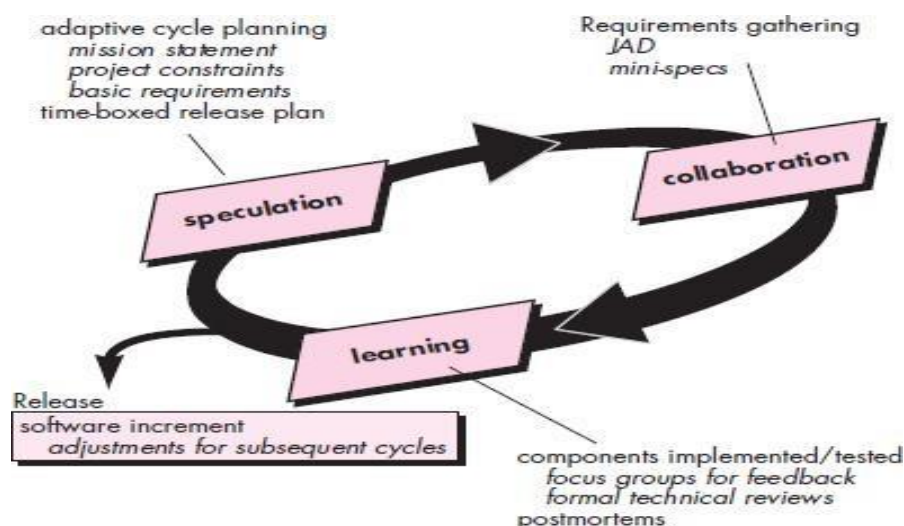 adaptive cycle planning
mission statement
project constraints
basic requirements
time-boxed release plan
Requirements gathering
JAD
mini-specs
speculation
collaboration
learning
Release
software increment
adjustments for subsequent cycles
components implemented/tested
focus groups for feedback
formal technical reviews
postmortems